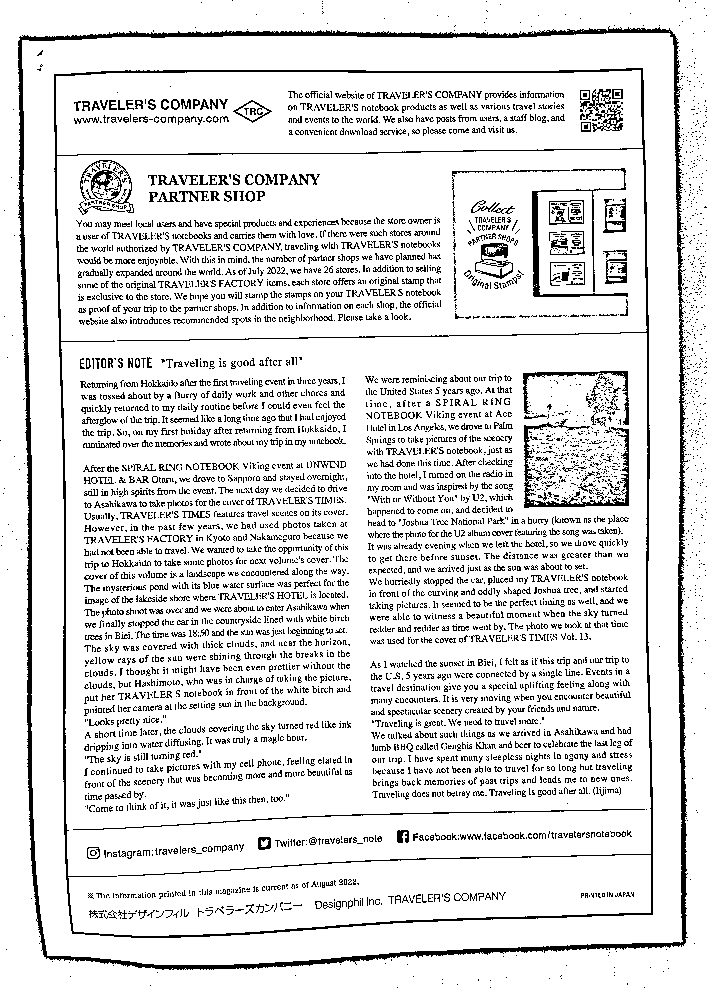 TRAVELER'S COMPANY
www.travelers-company.com
TRC
The official website of TRAVELER'S COMPANY provides information
on TRAVELER'S notebook products as well as various travel stories
and events to the world. We also have posts from users, a staff blog, and
a convenient download service, so please come and visit us.
TRAVELER'S
PARTNER SHOP
TRAVELER'S COMPANY
PARTNER SHOP
You may meet local users and have special products and experiences because the store owner is
a user of TRAVELER'S notebooks and carries them with love. If there were such stores around
the world authorized by TRAVELER'S COMPANY, traveling with TRAVELER'S notebooks
would be more enjoyable. With this in mind, the number of partner shops we have planned has
gradually expanded around the world. As of July 2022, we have 26 stores. In addition to selling
some of the original TRAVELER'S FACTORY items, each store offers an original stamp that
is exclusive to the store. We hope you will stamp the stamps on your TRAVELER'S notebook
as proof of your trip to the partner shops. In addition to information on each shop, the official
website also introduces recommended spots in the neighborhood. Please take a look.
Collect
TRAVELER'S
COMPANY
PARTNER SHOPS
Original Stamps!
EDITOR'S NOTE "Traveling is good after all"
Returning from Hokkaido after the first traveling event in three years, I
was tossed about by a flurry of daily work and other chores and
quickly returned to my daily routine before I could even feel the
afterglow of the trip. It seemed like a long time ago that I had enjoyed
the trip. So, on my first holiday after returning from Hokkaido, I
ruminated over the memories and wrote about my trip in my notebook.
After the SPIRAL RING NOTEBOOK Viking event at UNWIND
HOTEL & BAR Otaru, we drove to Sapporo and stayed overnight,
still in high spirits from the event. The next day we decided to drive
to Asahikawa to take photos for the cover of TRAVELER'S TIMES.
Usually, TRAVELER'S TIMES features travel scenes on its cover.
However, in the past few years, we had used photos taken at
TRAVELER'S FACTORY in Kyoto and Nakameguro because we
had not been able to travel. We wanted to take the opportunity of this
trip to Hokkaido to take some photos for next volume's cover. The
cover of this volume is a landscape we encountered along the way.
The mysterious pond with its blue water surface was perfect for the
image of the lakeside shore where TRAVELER'S HOTEL is located.
The photo shoot was over and we were about to enter Asahikawa when
we finally stopped the car in the countryside lined with white birch
trees in Biei. The time was 18:50 and the sun was just beginning to set.
The sky was covered with thick clouds, and near the horizon,
yellow rays of the sun were shining through the breaks in the
clouds. I thought it might have been even prettier without the
clouds, but Hashimoto, who was in charge of taking the picture,
put her TRAVELER'S notebook in front of the white birch and
pointed her camera at the setting sun in the background.
"Looks pretty nice."
A short time later, the clouds covering the sky turned red like ink
dripping into water diffusing. It was truly a magic hour.
"The sky is still turning red."
I continued to take pictures with my cell phone, feeling elated in
front of the scenery that was becoming more and more beautiful as
time passed by.
"Come to think of it, it was just like this then, too."
We were reminiscing about our trip to
the United States 5 years ago. At that
time, after a SPIRAL RING
NOTEBOOK Viking event at Ace
Hotel in Los Angeles, we drove to Palm
Springs to take pictures of the scenery
with TRAVELER'S notebook, just as
we had done this time. After checking
into the hotel, I turned on the radio in
my room and was inspired by the song
"With or Without You" by U2, which
happened to come on, and decided to
head to "Joshua Tree National Park" in a hurry (known as the place
where the photo for the U2 album cover featuring the song was taken).
It was already evening when we left the hotel, so we drove quickly
to get there before sunset. The distance was greater than we
expected, and we arrived just as the sun was about to set.
We hurriedly stopped the car, placed my TRAVELER'S notebook
in front of the curving and oddly shaped Joshua tree, and started
taking pictures. It seemed to be the perfect timing as well, and we
were able to witness a beautiful moment when the sky turned
redder and redder as time went by. The photo we took at that time
was used for the cover of TRAVELER'S TIMES Vol. 13.
As I watched the sunset in Biei, I felt as if this trip and our trip to
the U.S. 5 years ago were connected by a single line. Events in a
travel destination give you a special uplifting feeling along with
many encounters. It is very moving when you encounter beautiful
and spectacular scenery created by your friends and nature.
"Traveling is great. We need to travel more."
We talked about such things as we arrived in Asahikawa and had
lamb BBQ called Genghis Khan and beer to celebrate the last leg of
our trip. I have spent many sleepless nights in agony and stress
because I have not been able to travel for so long but traveling
brings back memories of past trips and leads me to new ones.
Traveling does not betray me. Traveling is good after all. (Iijima)
Instagram:travelers_company
Twitter:@travelers_note
Facebook:www.facebook.com/travelersnotebook
※ The information printed in this magazine is current as of August 2022.
株式会社デザインフィル トラベラーズカンパニー Designphil Inc. TRAVELER'S COMPANY
PRINTED IN JAPAN